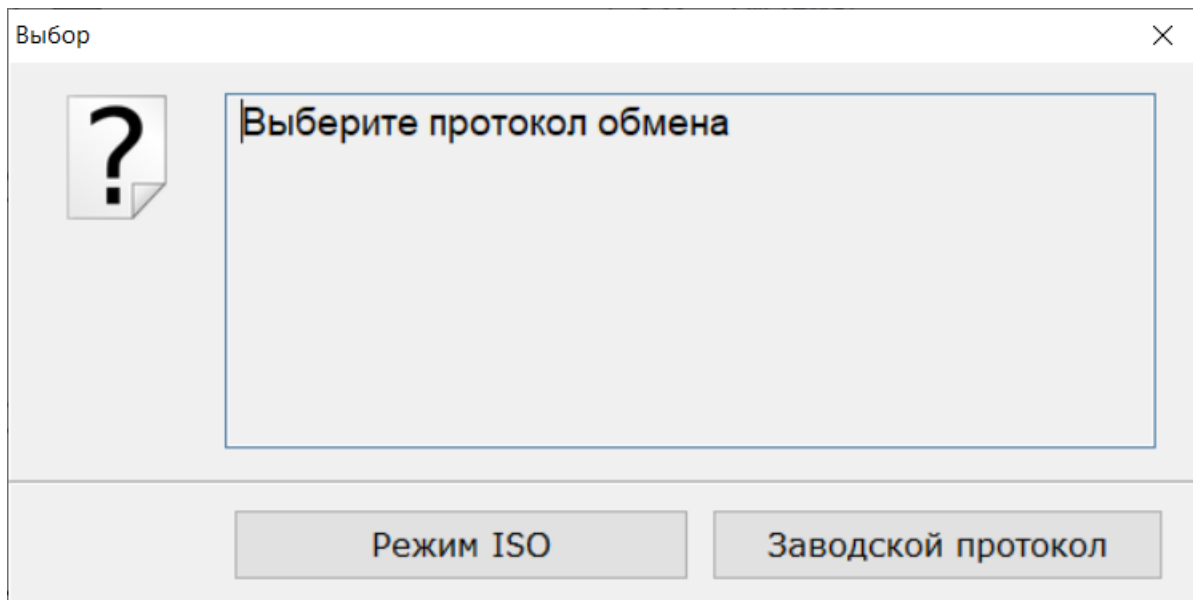 Выбор
Выберите протокол обмена
Режим ISO
Заводской протокол